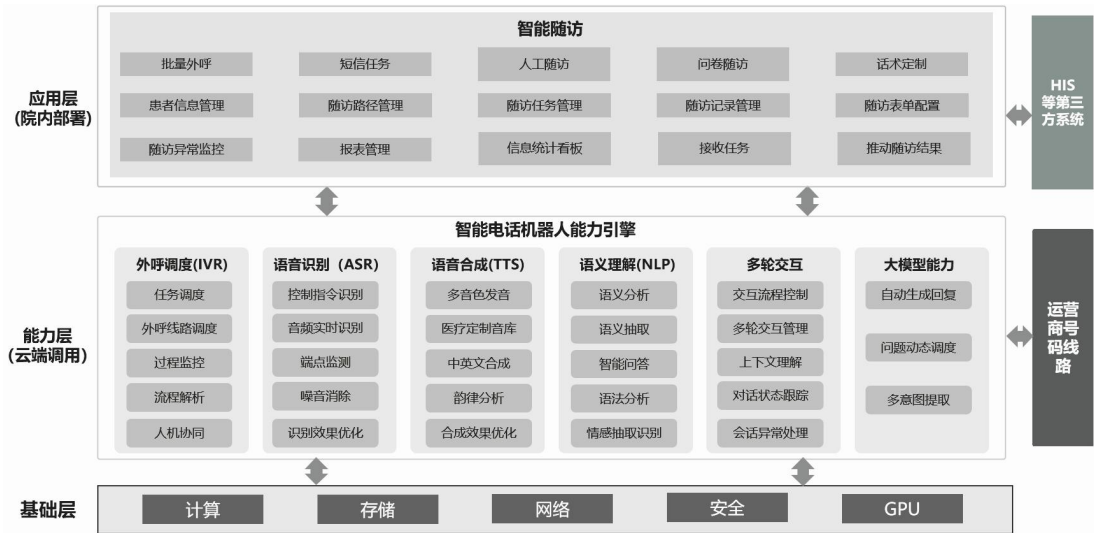 智能随访
批量外呼
短信任务
人工随访
问卷随访
话术定制
应用层
(院内部署)
患者信息管理
随访路径管理
随访任务管理
随访记录管理
随访表单配置
随访异常监控
报表管理
信息统计看板
接收任务
推动随访结果
HIS
等第三
方系统
智能电话机器人能力引擎
能力层
(云端调用)
外呼调度(IVR)
任务调度
外呼线路调度
过程监控
流程解析
人机协同
语音识别（ASR）
控制指令识别
音频实时识别
端点监测
噪音消除
识别效果优化
语音合成(TTS)
多音色发音
医疗定制音库
中英文合成
韵律分析
合成效果优化
语义理解(NLP)
语义分析
语义抽取
智能问答
语法分析
情感抽取识别
多轮交互
交互流程控制
多轮交互管理
上下文理解
对话状态跟踪
会话异常处理
大模型能力
自动生成回复
问题动态调度
多意图提取
运营
商号
码线
路
基础层
计算
存储
网络
安全
GPU